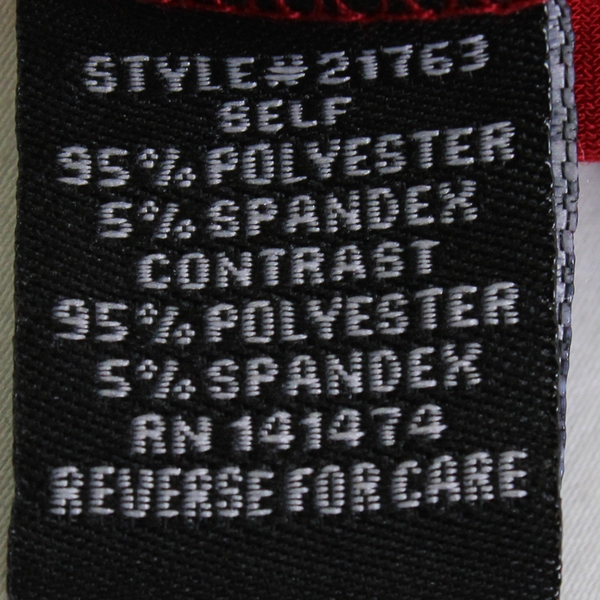 STYLE# 21763
SELF
95% POLYESTER
5% SPANDEX
CONTRAST
95% POLYESTER
5% SPANDEX
RN 141474
REVERSE FOR CARE